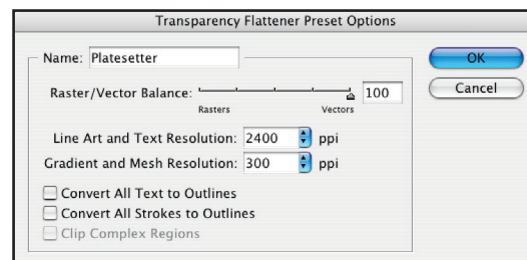 Transparency Flattener Preset Options
Name: Platesetter
OK
Raster/Vector Balance: 100
Cancel
Rasters Vectors
Line Art and Text Resolution: 2400 ppi
Gradient and Mesh Resolution: 300 ppi
Convert All Text to Outlines
Convert All Strokes to Outlines
Clip Complex Regions